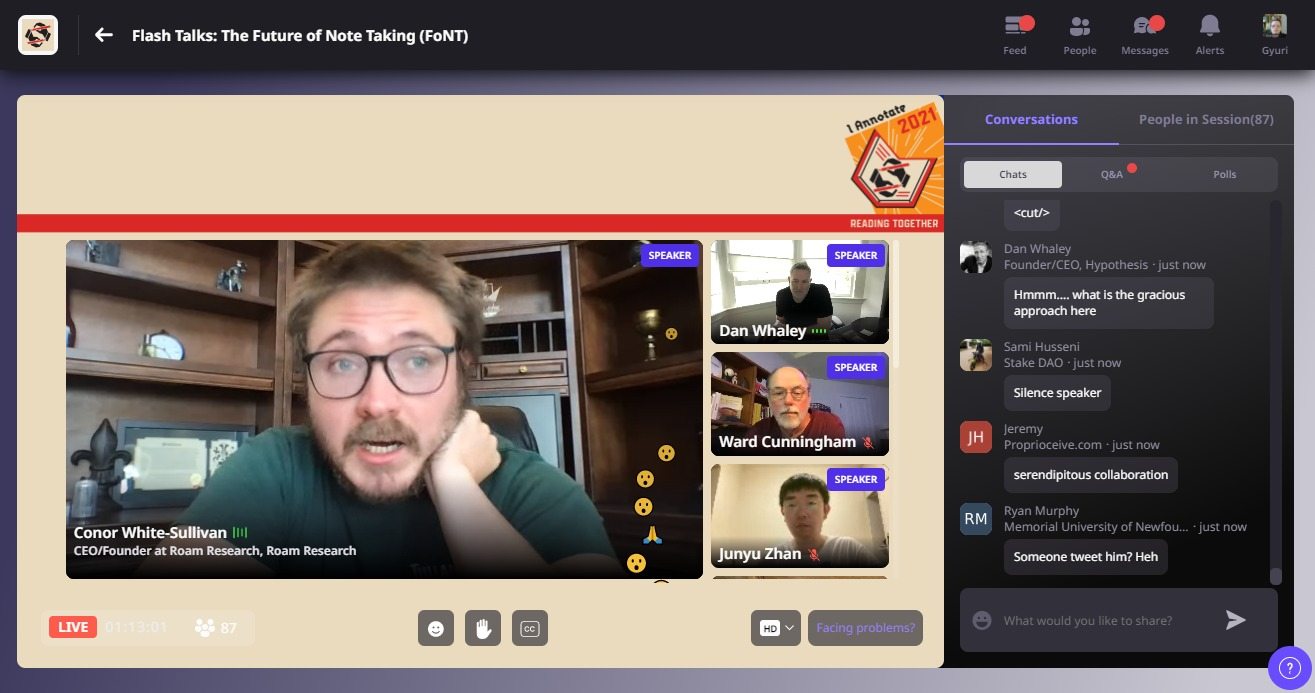 Flash Talks: The Future of Note Taking (FoNT)
Feed
People
Messages
Alerts
Gyuri
I Annotate
2021
READING TOGETHER
SPEAKER
Conor White-Sullivan
CEO/Founder at Roam Research, Roam Research
SPEAKER
Dan Whaley
SPEAKER
Ward Cunningham
SPEAKER
Junyu Zhan
LIVE 01:13:01 87
CC
HD
Facing problems?
Conversations People in Session(87)
Chats Q&A Polls
<cut/>
Dan Whaley
Founder/CEO, Hypothesis · just now
Hmmm.... what is the gracious
approach here
Sami Husseni
Stake DAO · just now
Silence speaker
JH
Jeremy
Proprioceive.com · just now
serendipitous collaboration
RM
Ryan Murphy
Memorial University of Newfou... · just now
Someone tweet him? Heh
What would you like to share?
?